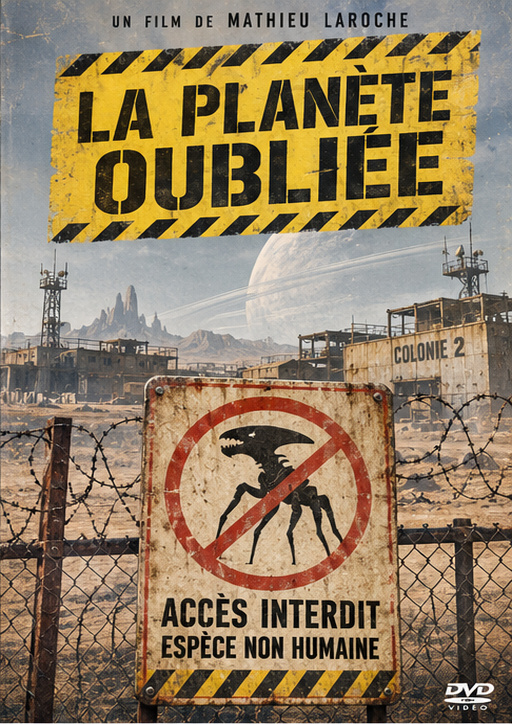 UN FILM DE MATHIEU LAROCHE
LA PLANÈTE
OUBLIÉE
COLONIE 2
ACCÈS INTERDIT
ESPÈCE NON HUMAINE
DVD
VIDEO